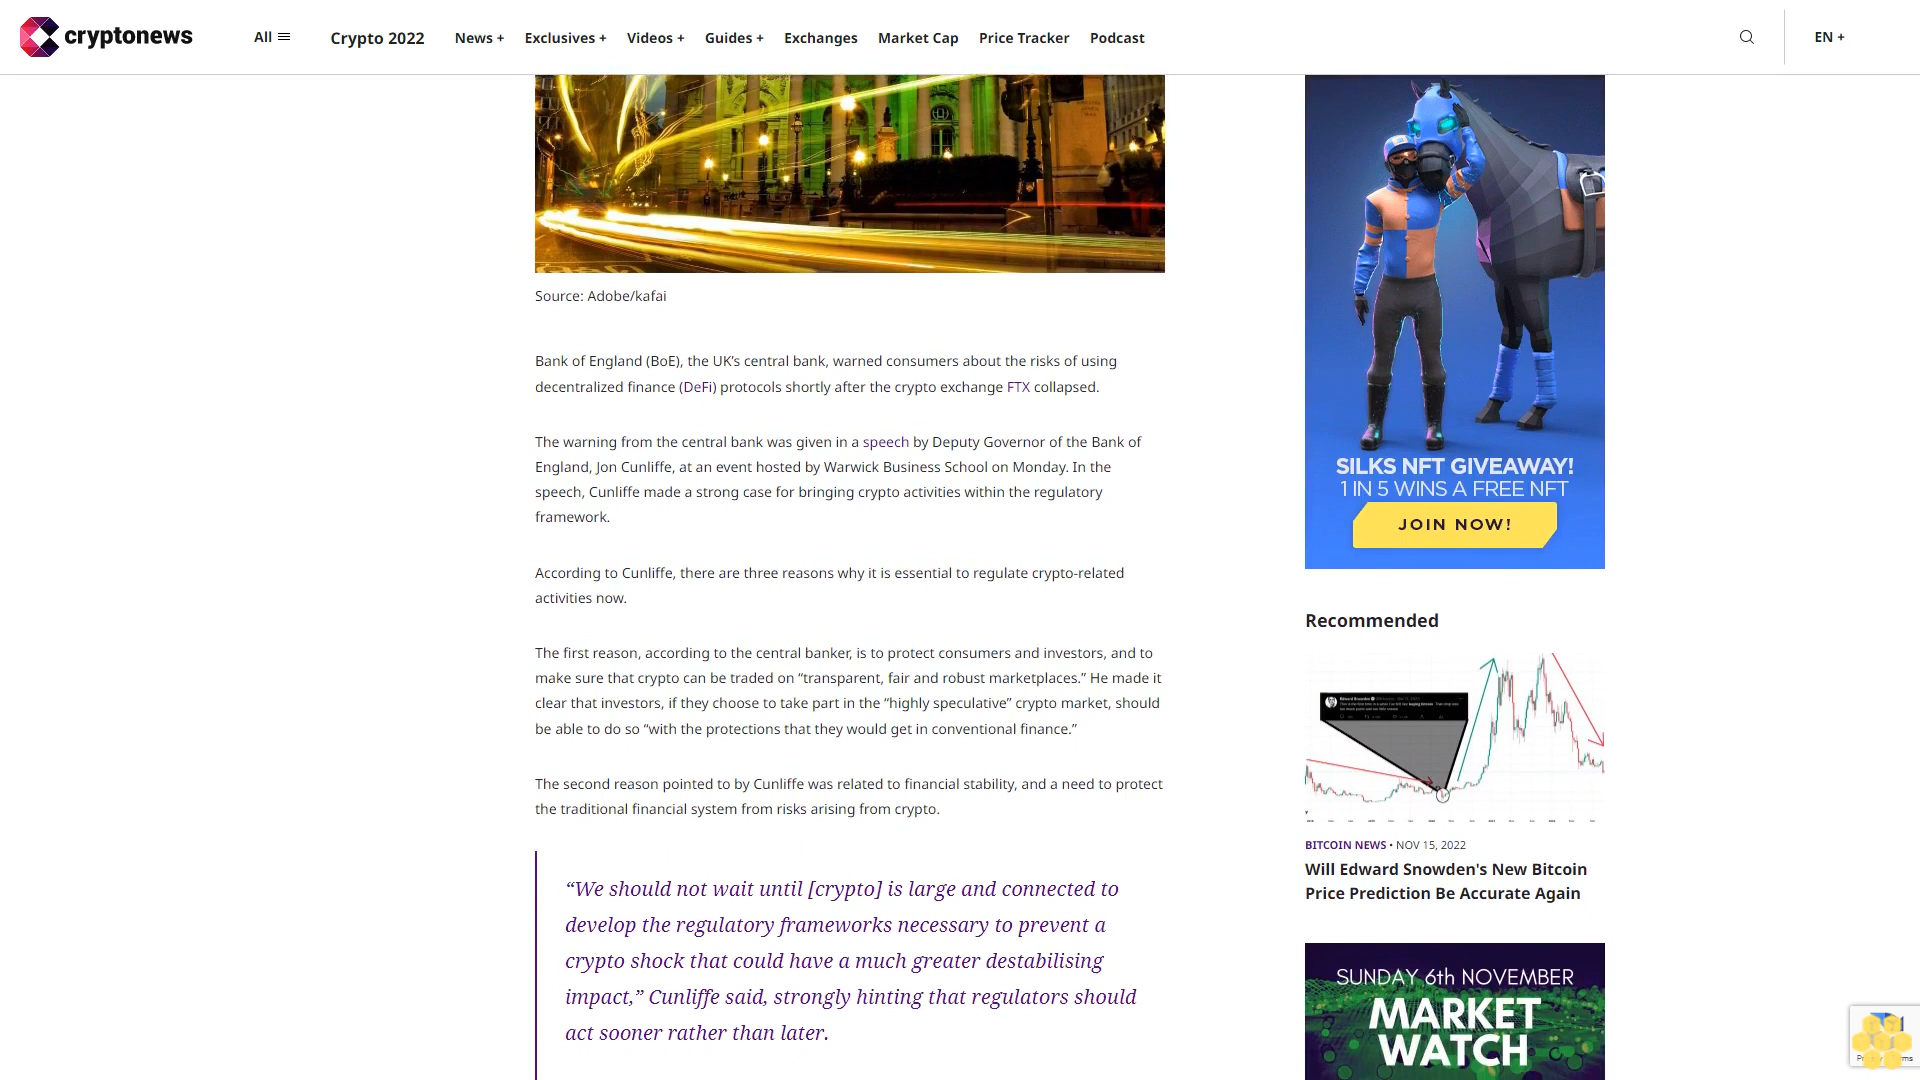 cryptonews
All
Crypto 2022
News +
Exclusives +
Videos +
Guides +
Exchanges
Market Cap
Price Tracker
Podcast
EN +
Source: Adobe/kafai
Bank of England (BoE), the UK’s central bank, warned consumers about the risks of using
decentralized finance (DeFi) protocols shortly after the crypto exchange FTX collapsed.
The warning from the central bank was given in a speech by Deputy Governor of the Bank of
England, Jon Cunliffe, at an event hosted by Warwick Business School on Monday. In the
speech, Cunliffe made a strong case for bringing crypto activities within the regulatory
framework.
According to Cunliffe, there are three reasons why it is essential to regulate crypto-related
activities now.
The first reason, according to the central banker, is to protect consumers and investors, and to
make sure that crypto can be traded on “transparent, fair and robust marketplaces.” He made it
clear that investors, if they choose to take part in the “highly speculative” crypto market, should
be able to do so “with the protections that they would get in conventional finance.”
The second reason pointed to by Cunliffe was related to financial stability, and a need to protect
the traditional financial system from risks arising from crypto.
“We should not wait until [crypto] is large and connected to
develop the regulatory frameworks necessary to prevent a
crypto shock that could have a much greater destabilising
impact,” Cunliffe said, strongly hinting that regulators should
act sooner rather than later.
SILKS NFT GIVEAWAY!
1 IN 5 WINS A FREE NFT
JOIN NOW!
Recommended
BITCOIN NEWS • NOV 15, 2022
Will Edward Snowden's New Bitcoin
Price Prediction Be Accurate Again
SUNDAY 6th NOVEMBER
MARKET
WATCH